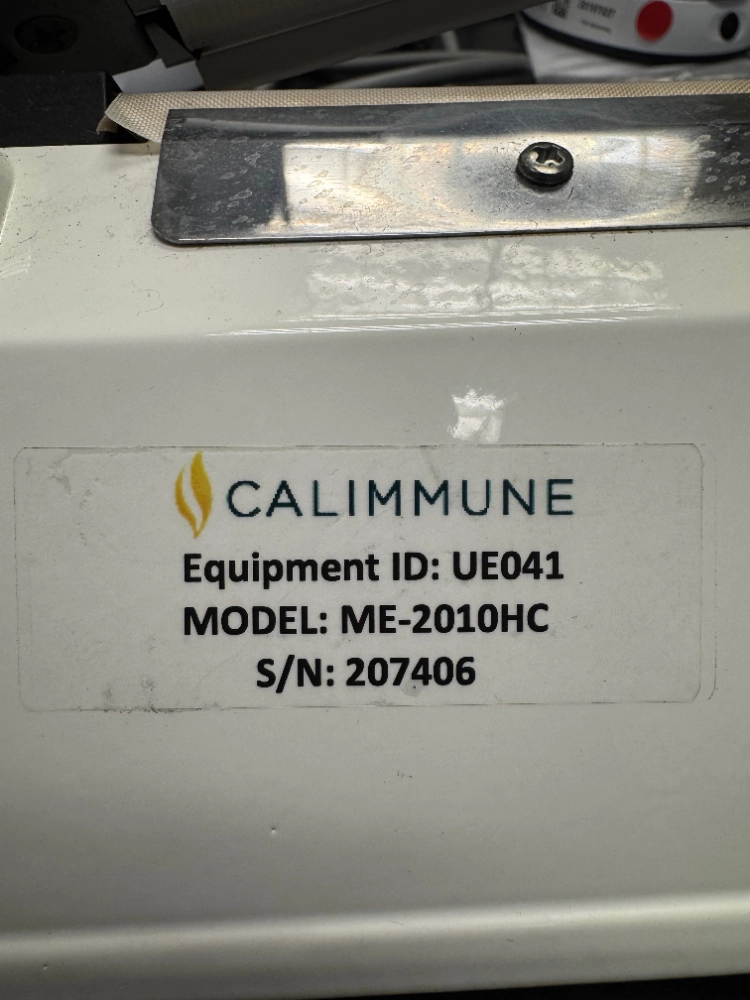 CALIMMUNE
Equipment ID: UE041
MODEL: ME-2010HC
S/N: 207406